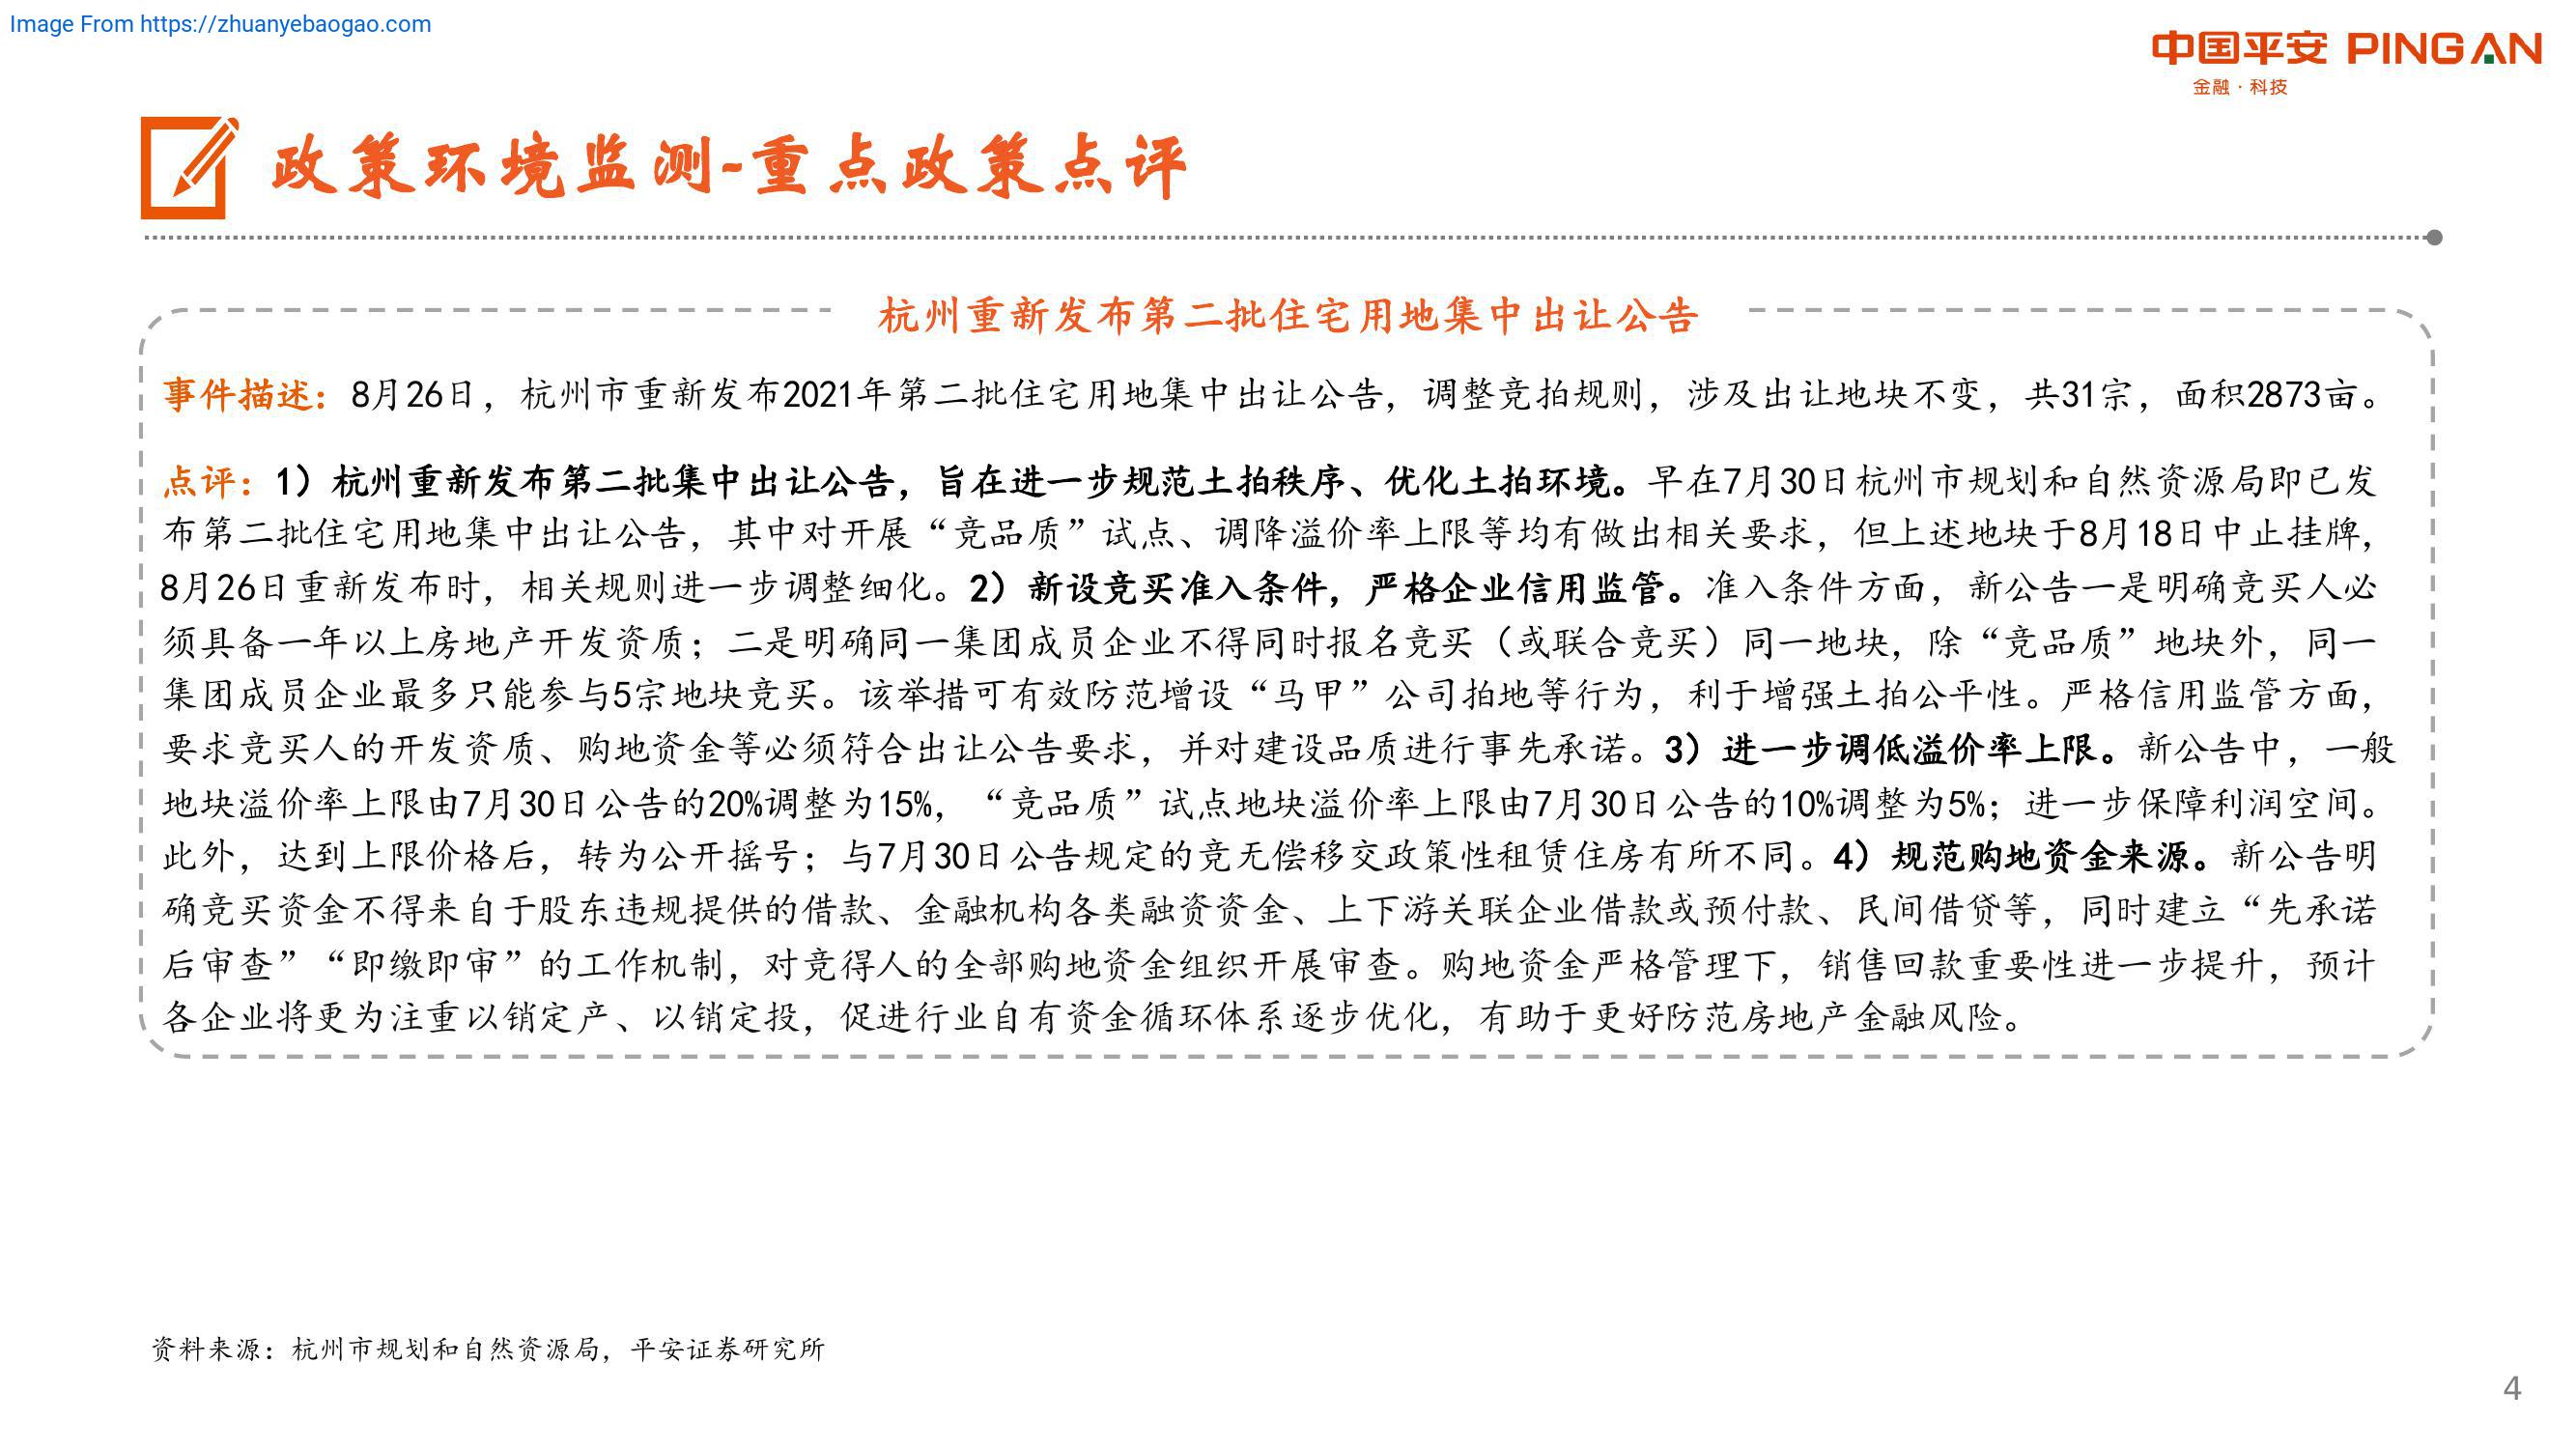 Image From https://zhuanyebaogao.com
中国平安 PINGAN
金融·科技
政策环境监测-重点政策点评
杭州重新发布第二批住宅用地集中出让公告
事件描述：8月26日，杭州市重新发布2021年第二批住宅用地集中出让公告，调整竞拍规则，涉及出让地块不变，共31宗，面积2873亩。
点评：1）杭州重新发布第二批集中出让公告，旨在进一步规范土拍秩序、优化土拍环境。早在7月30日杭州市规划和自然资源局即已发
布第二批住宅用地集中出让公告，其中对开展“竞品质”试点、调降溢价率上限等均有做出相关要求，但上述地块于8月18日中止挂牌，
8月26日重新发布时，相关规则进一步调整细化。2）新设竞买准入条件，严格企业信用监管。准入条件方面，新公告一是明确竞买人必
须具备一年以上房地产开发资质；二是明确同一集团成员企业不得同时报名竞买（或联合竞买）同一地块，除“竞品质”地块外，同一
集团成员企业最多只能参与5宗地块竞买。该举措可有效防范增设“马甲”公司拍地等行为，利于增强土拍公平性。严格信用监管方面，
要求竞买人的开发资质、购地资金等必须符合出让公告要求，并对建设品质进行事先承诺。3）进一步调低溢价率上限。新公告中，一般
地块溢价率上限由7月30日公告的20%调整为15%，“竞品质”试点地块溢价率上限由7月30日公告的10%调整为5%；进一步保障利润空间。
此外，达到上限价格后，转为公开摇号；与7月30日公告规定的竞无偿移交政策性租赁住房有所不同。4）规范购地资金来源。新公告明
确竞买资金不得来自于股东违规提供的借款、金融机构各类融资资金、上下游关联企业借款或预付款、民间借贷等，同时建立“先承诺
后审查”“即缴即审”的工作机制，对竞得人的全部购地资金组织开展审查。购地资金严格管理下，销售回款重要性进一步提升，预计
各企业将更为注重以销定产、以销定投，促进行业自有资金循环体系逐步优化，有助于更好防范房地产金融风险。
资料来源：杭州市规划和自然资源局，平安证券研究所
4